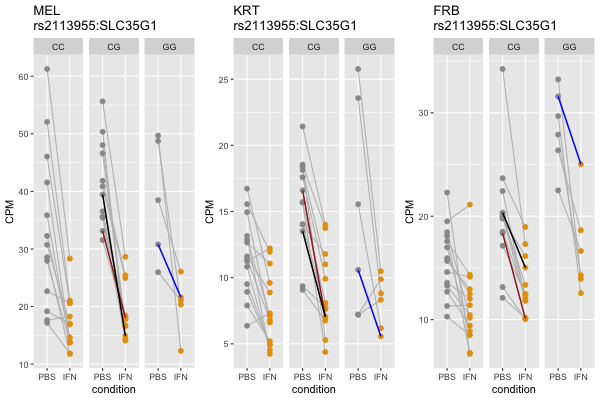 MEL
rs2113955:SLC35G1
CC CG GG
60
50
40
30
20
10
CPM
PBS IFN PBS IFN PBS IFN
condition
KRT
rs2113955:SLC35G1
CC CG GG
25
20
15
10
5
CPM
PBS IFN PBS IFN PBS IFN
condition
FRB
rs2113955:SLC35G1
CC CG GG
30
20
10
CPM
PBS IFN PBS IFN PBS IFN
condition